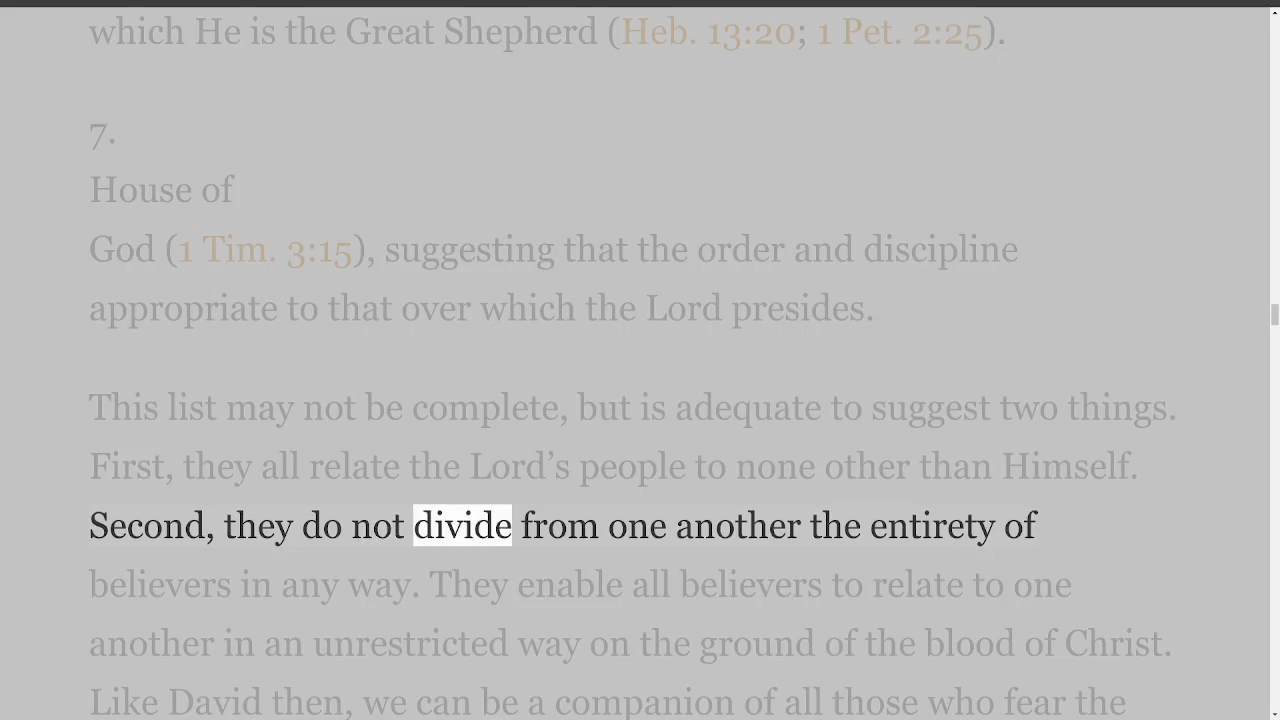 which He is the Great Shepherd (Heb. 13:20; 1 Pet. 2:25).
7.
House of
God (1 Tim. 3:15), suggesting that the order and discipline
appropriate to that over which the Lord presides.
This list may not be complete, but is adequate to suggest two things.
First, they all relate the Lord’s people to none other than Himself.
Second, they do not divide from one another the entirety of
believers in any way. They enable all believers to relate to one
another in an unrestricted way on the ground of the blood of Christ.
Like David then, we can be a companion of all those who fear the